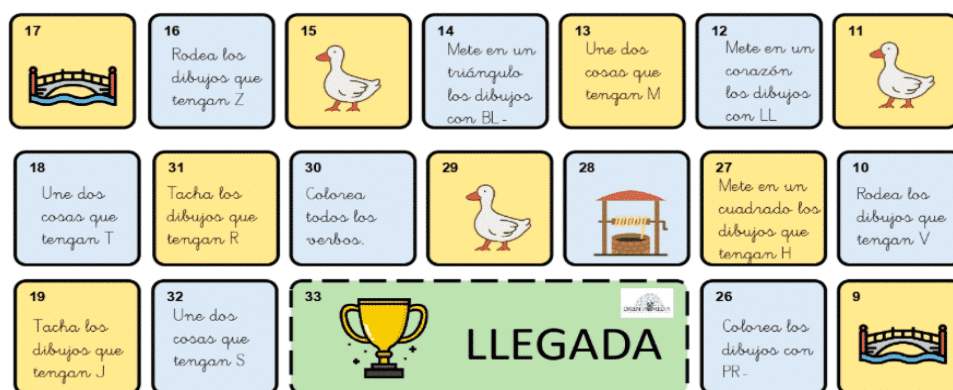 17
16
Rodea los
dibujos que
tengan Z
15
14
Mete en un
triángulo
los dibujos
con BL-
13
Une dos
cosas que
tengan M
12
Mete en un
corazón
los dibujos
con LL
11
18
Une dos
cosas que
tengan T
31
Tacha los
dibujos que
tengan R
30
Colorea
todos los
verbos.
29
28
27
Mete en un
cuadrado los
dibujos que
tengan H
10
Rodea los
dibujos que
tengan V
19
Tacha los
dibujos que
tengan J
32
Une dos
cosas que
tengan S
33
LLEGADA
26
Colorea los
dibujos con
PR-
9